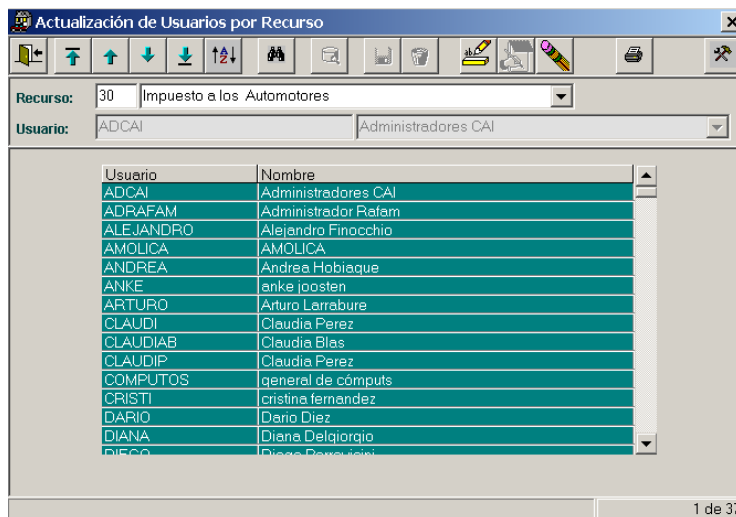 Actualización de Usuarios por Recurso
Recurso: 30 Impuesto a los Automotores
Usuario: ADCAI Administradores CAI
Usuario Nombre
ADCAI Administradores CAI
ADRAFAM Administrador Rafam
ALEJANDRO Alejandro Finocchio
AMOLICA AMOLICA
ANDREA Andrea Hobiague
ANKE anke joosten
ARTURO Arturo Larrabure
CLAUDI Claudia Perez
CLAUDIAB Claudia Blas
CLAUDIP Claudia Perez
COMPUTOS general de cómputs
CRISTI cristina fernandez
DARIO Dario Diez
DIANA Diana Delgiorgio
DIEGO Diego
1 de 37